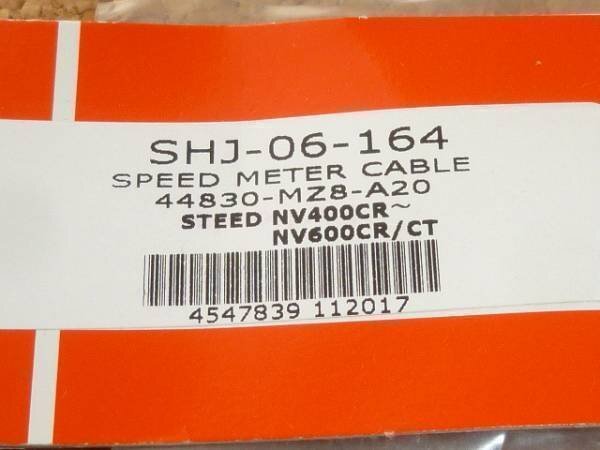 SHJ-06-164
SPEED METER CABLE
44830-MZ8-A20
STEED NV400CR~
NV600CR/CT
4547839 112017